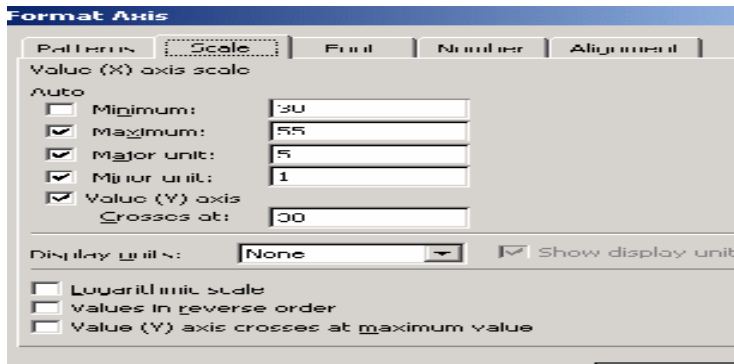 Format Axis
Patterns Scale Font Number Alignment
Value (X) axis scale
Auto
Minimum: 30
Maximum: 55
Major unit: 5
Minor unit: 1
Value (Y) axis
Crosses at: 30
Display units: None Show display unit
Logarithmic scale
Values in reverse order
Value (Y) axis crosses at maximum value